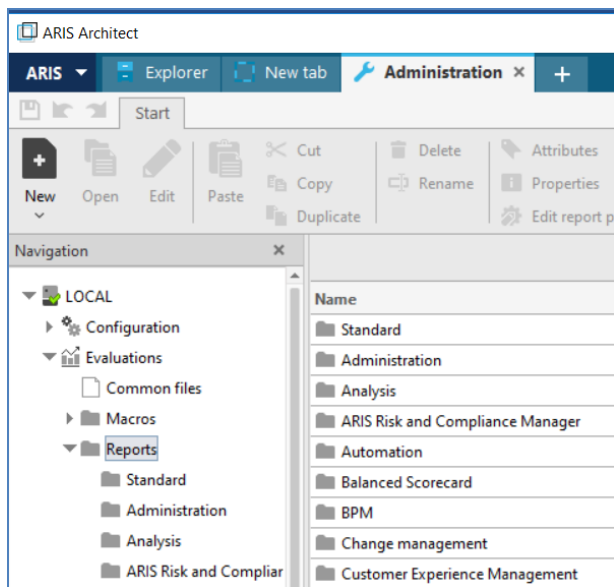 ARIS Architect
ARIS Explorer New tab Administration
Start
New Open Edit Paste
Cut
Copy
Duplicate
Delete
Rename
Attributes
Properties
Edit report p
Navigation
LOCAL
Configuration
Evaluations
Common files
Macros
Reports
Standard
Administration
Analysis
ARIS Risk and Compliar
Name
Standard
Administration
Analysis
ARIS Risk and Compliance Manager
Automation
Balanced Scorecard
BPM
Change management
Customer Experience Management